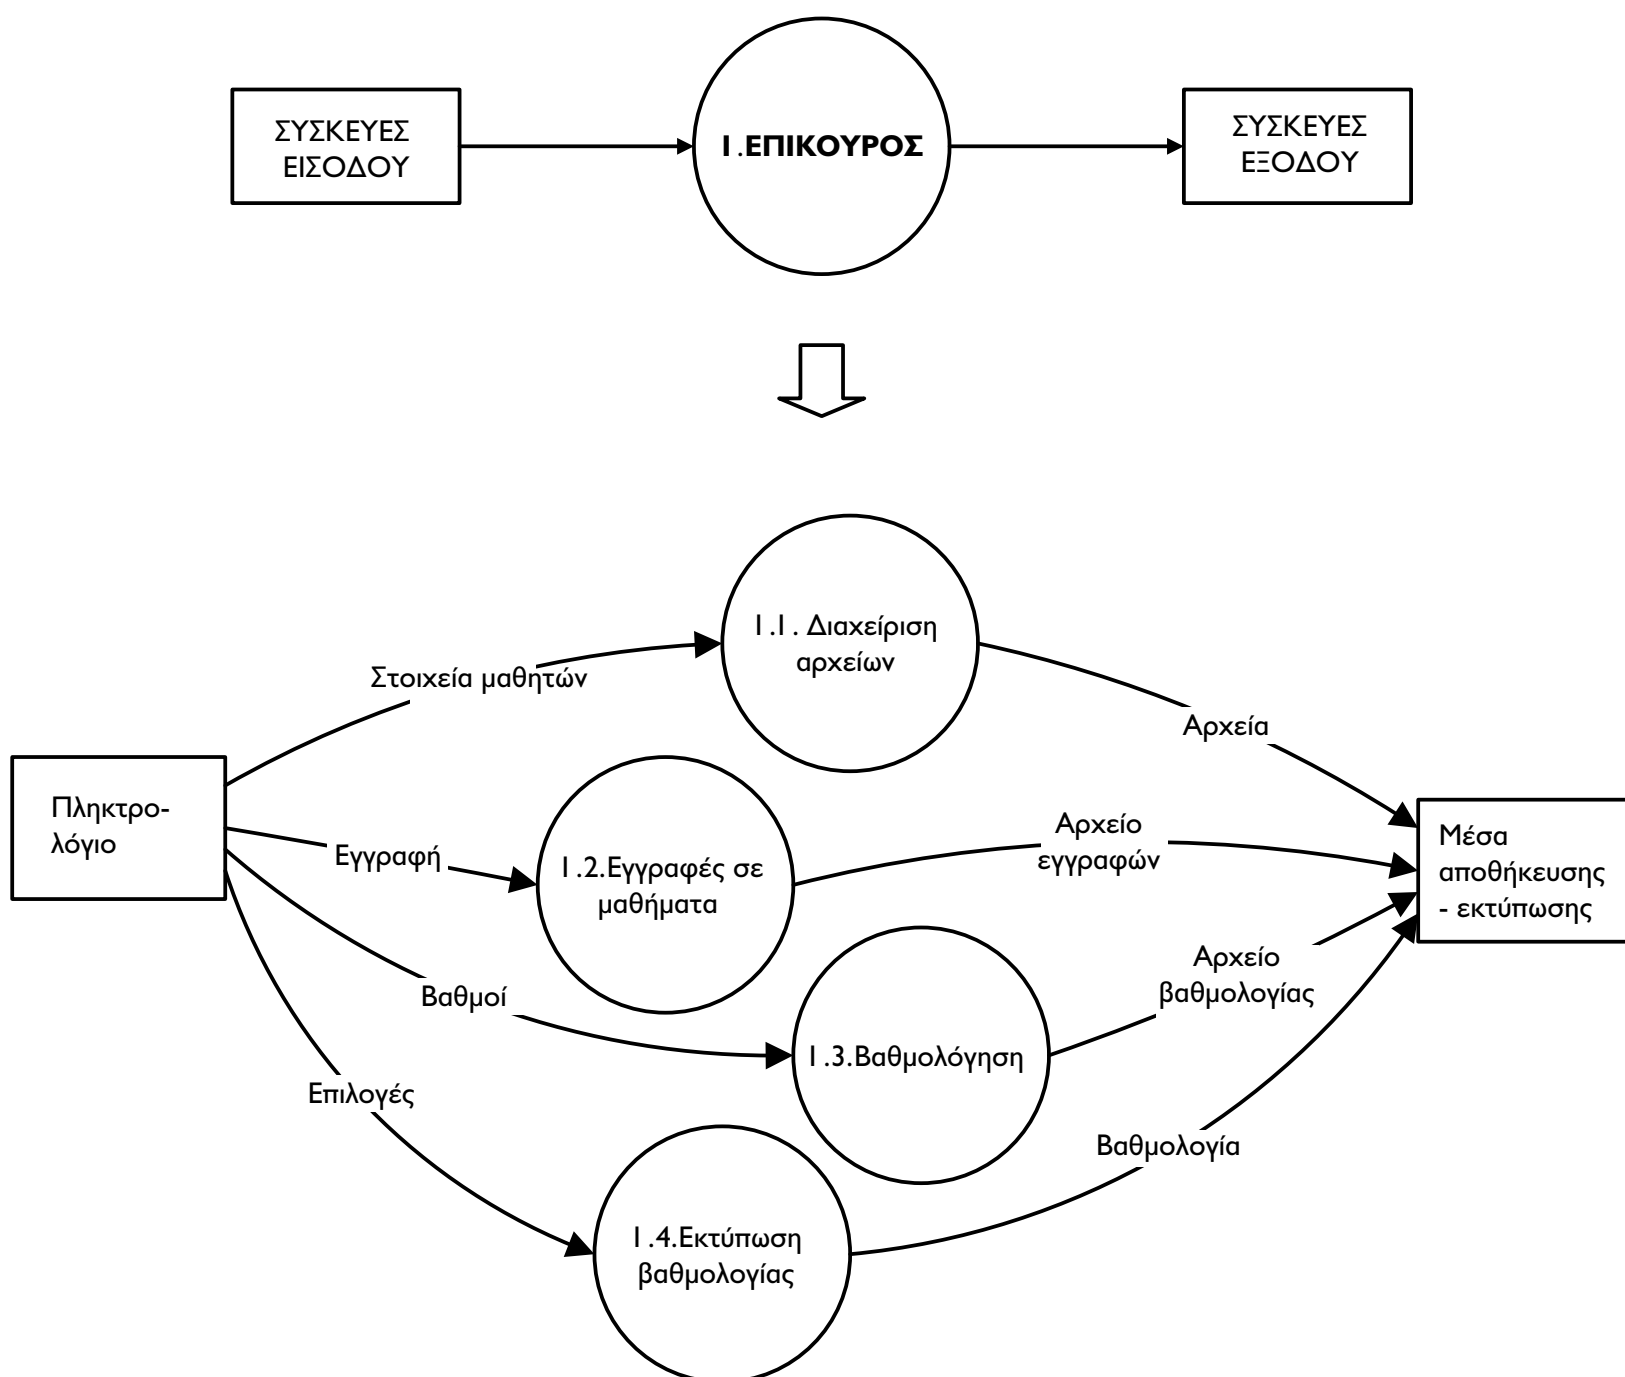 ΣΥΣΚΕΥΕΣ
ΕΙΣΟΔΟΥ
1.ΕΠΙΚΟΥΡΟΣ
ΣΥΣΚΕΥΕΣ
ΕΞΟΔΟΥ
1.1. Διαχείριση
αρχείων
Στοιχεία μαθητών
Αρχεία
Πληκτρο-
λόγιο
Εγγραφή
1.2.Εγγραφές σε
μαθήματα
Αρχείο
εγγραφών
Μέσα
αποθήκευσης
- εκτύπωσης
Βαθμοί
1.3.Βαθμολόγηση
Αρχείο
βαθμολογίας
Επιλογές
1.4.Εκτύπωση
βαθμολογίας
Βαθμολογία